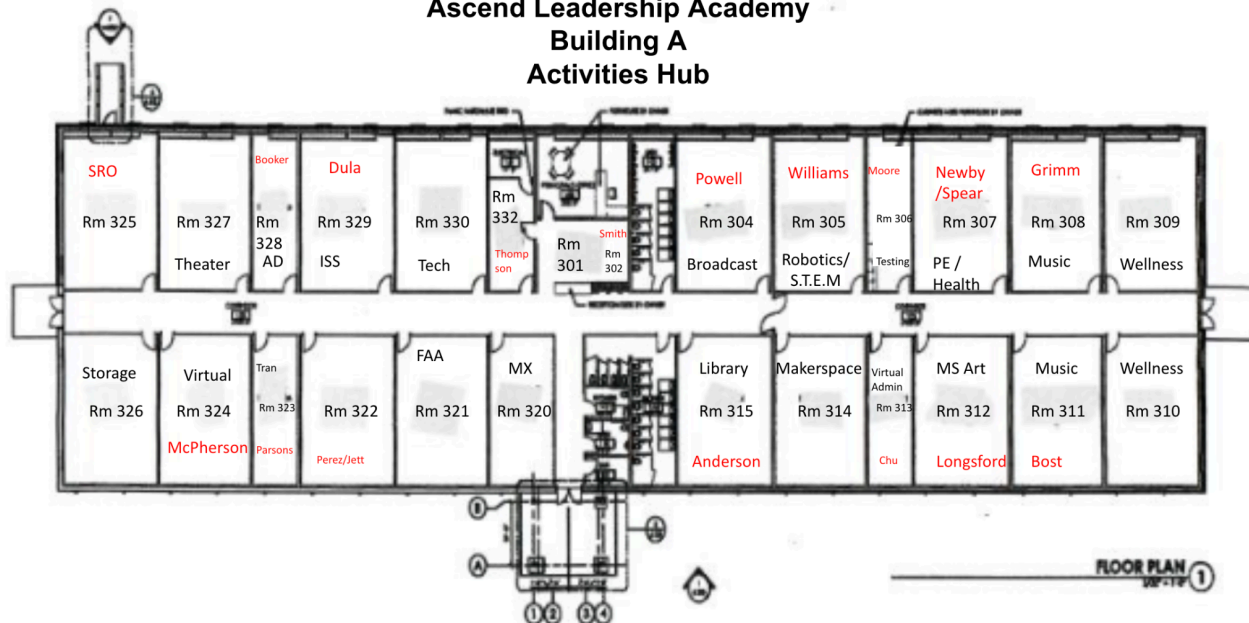 Ascend Leadership Academy
Building A
Activities Hub
SRO
Rm 325
Rm 327
Theater
Booker
Rm
328
AD
Dula
Rm 329
ISS
Rm 330
Tech
Rm
332
Thomp
son
Rm
301
Smith
Rm
302
Powell
Rm 304
Broadcast
Williams
Rm 305
Robotics/
S.T.E.M
Moore
Rm 306
Testing
Newby
/Spear
Rm 307
PE /
Health
Grimm
Rm 308
Music
Rm 309
Wellness
Storage
Rm 326
Virtual
Rm 324
McPherson
Tran
Rm 323
Parsons
Rm 322
Perez/Jett
FAA
Rm 321
MX
Rm 320
Library
Rm 315
Anderson
Makerspace
Rm 314
Virtual
Admin
Rm 313
Chu
MS Art
Rm 312
Longsford
Music
Rm 311
Bost
Wellness
Rm 310
B
A
1 2 3 4
FLOOR PLAN 1